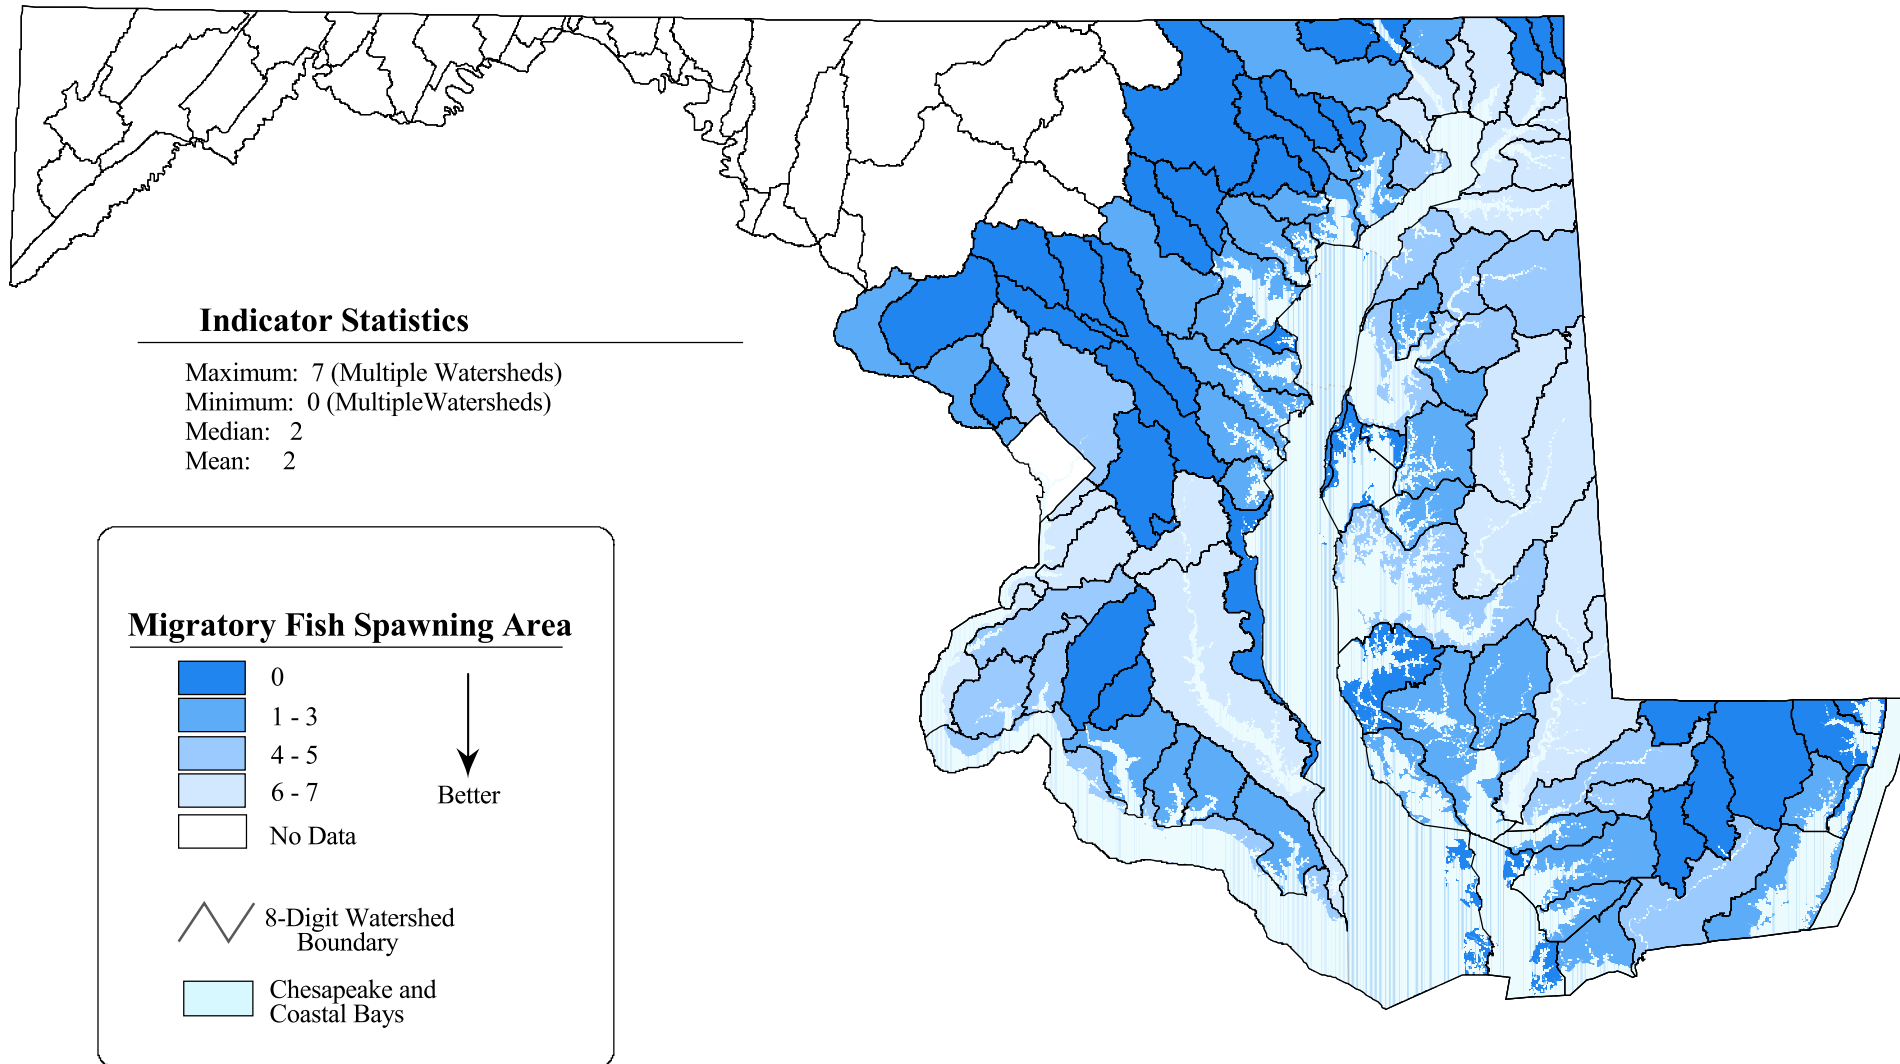 Indicator Statistics
Maximum: 7 (Multiple Watersheds)
Minimum: 0 (MultipleWatersheds)
Median: 2
Mean: 2
Migratory Fish Spawning Area
0
1 - 3
4 - 5
6 - 7
No Data
Better
8-Digit Watershed
Boundary
Chesapeake and
Coastal Bays